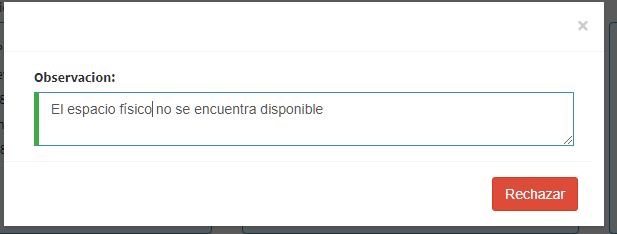 ×
Observacion:
El espacio físico no se encuentra disponible
Rechazar